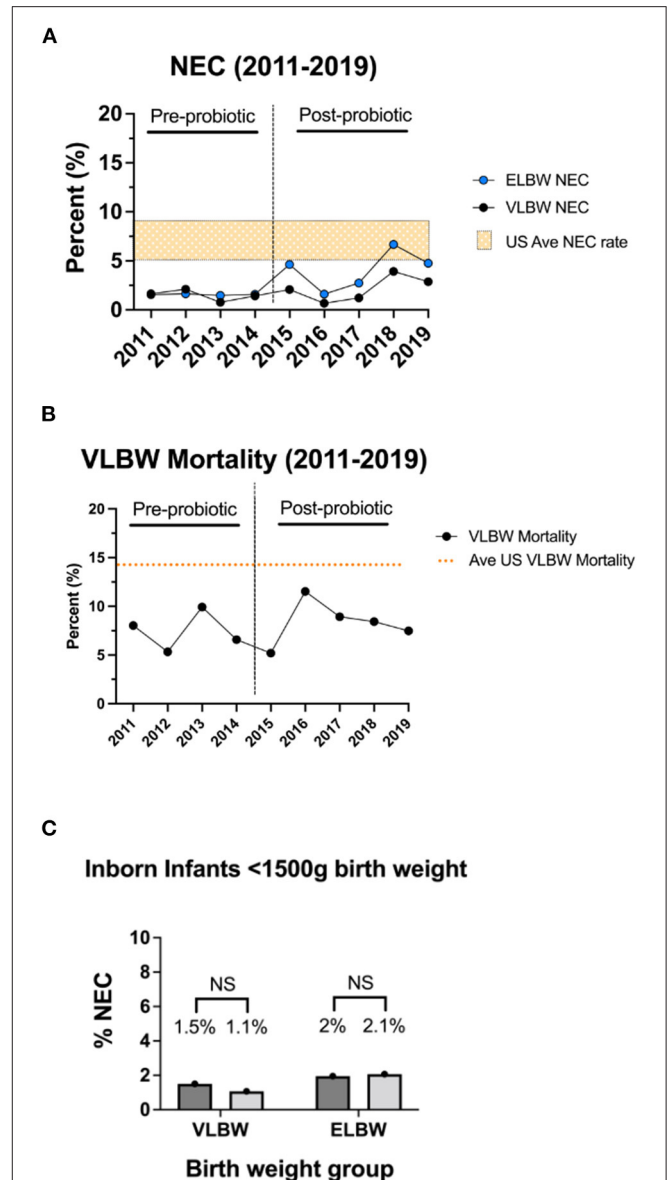 A
NEC (2011-2019)
Pre-probiotic
Post-probiotic
20
15
10
5
0
Percent (%)
2011
2012
2013
2014
2015
2016
2017
2018
2019
ELBW NEC
VLBW NEC
US Ave NEC rate
B
VLBW Mortality (2011-2019)
Pre-probiotic
Post-probiotic
20
15
10
5
0
Percent (%)
2011
2012
2013
2014
2015
2016
2017
2018
2019
VLBW Mortality
Ave US VLBW Mortality
C
Inborn Infants <1500g birth weight
10
8
6
4
2
0
% NEC
NS
NS
1.5% 1.1%
2% 2.1%
VLBW
ELBW
Birth weight group